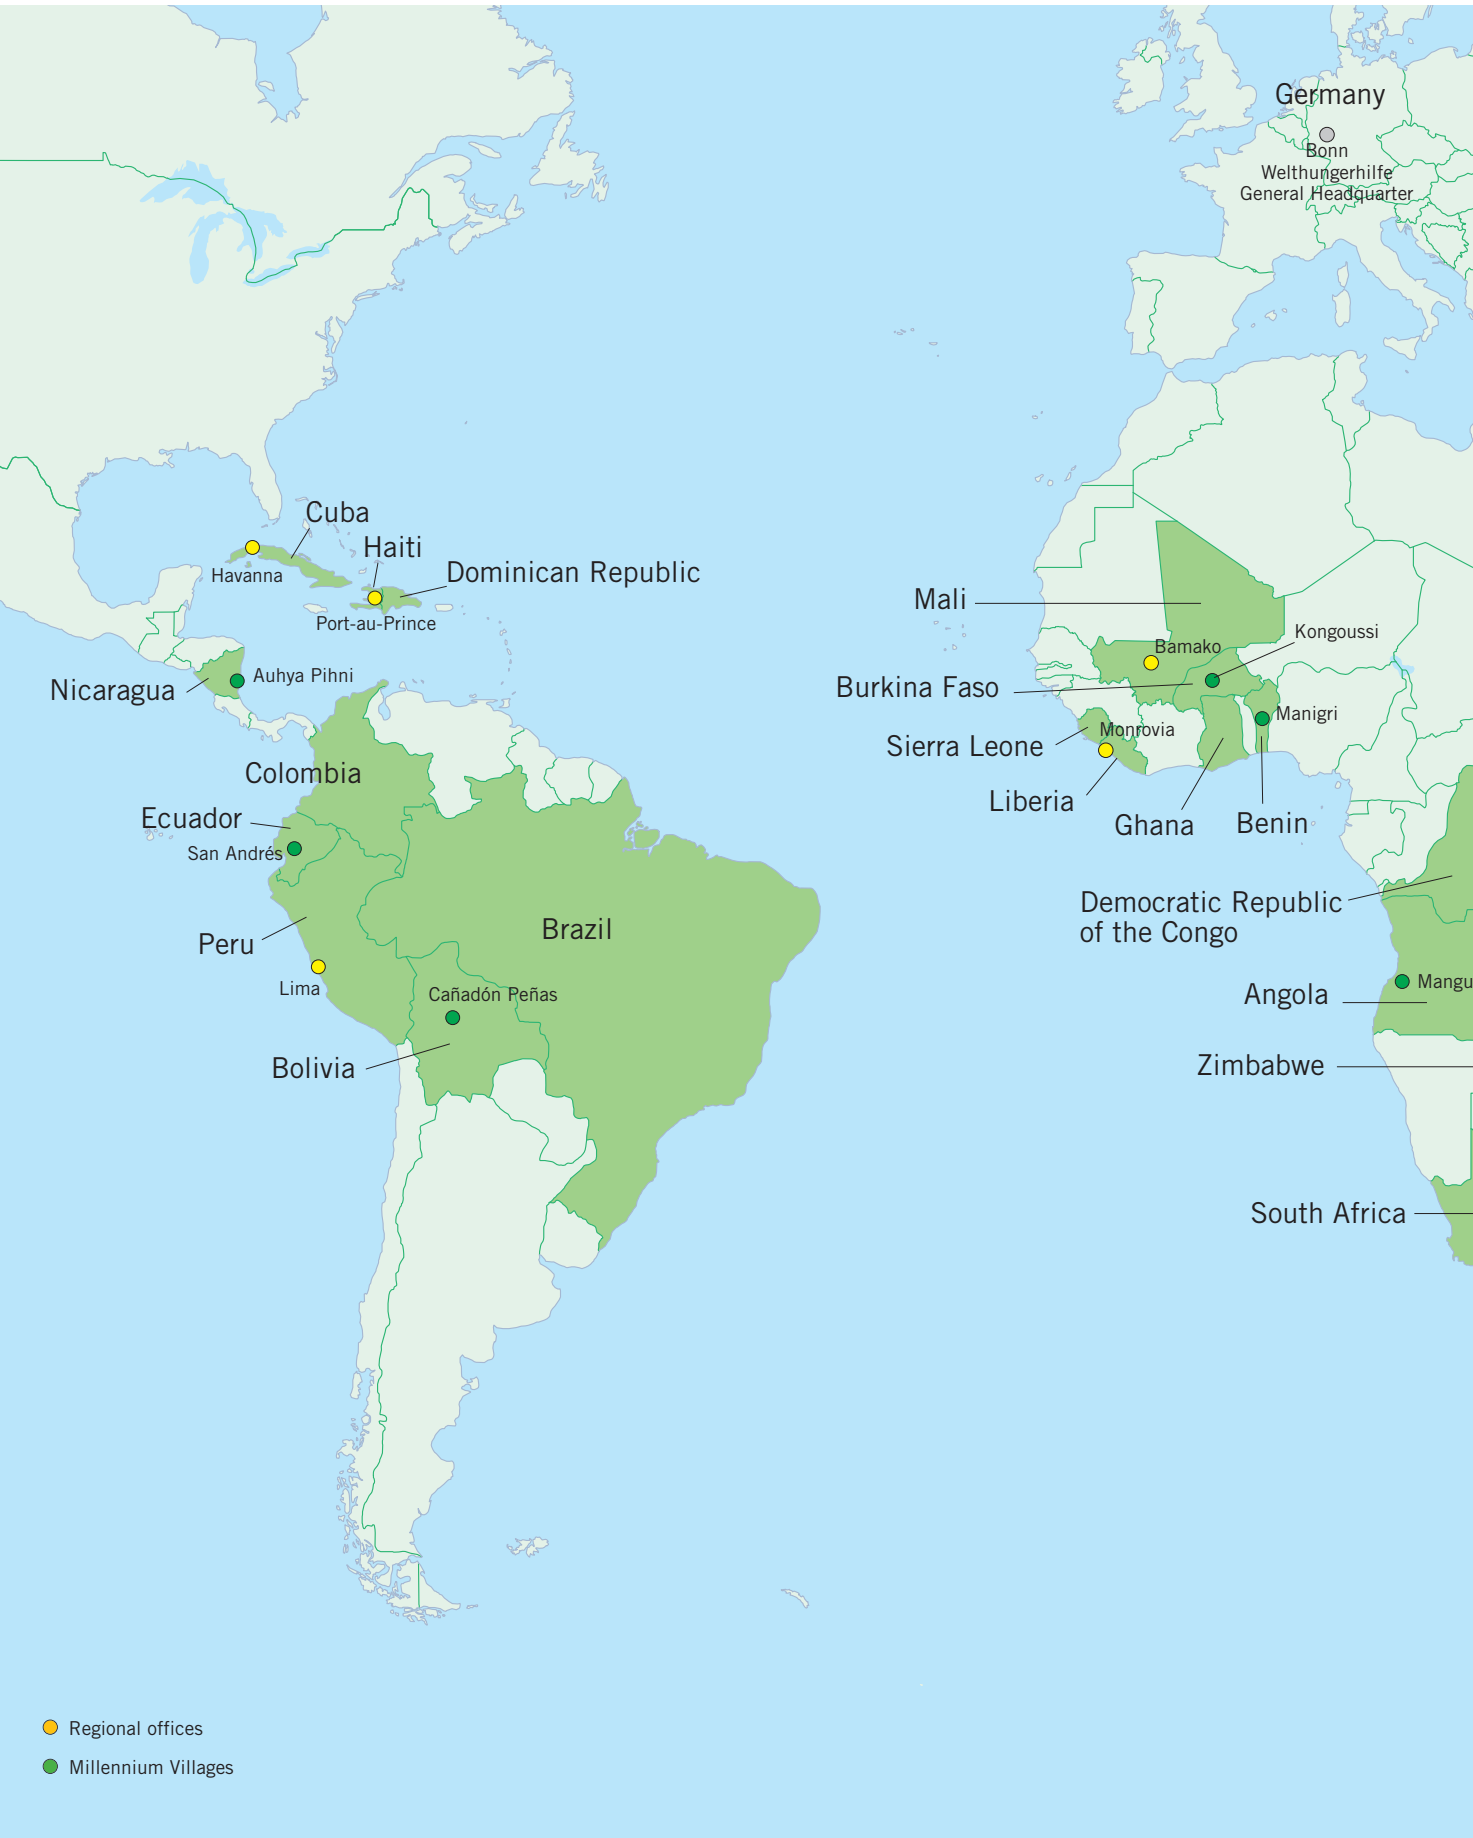 Germany
Bonn
Welthungerhilfe
General Headquarter
Cuba
Haiti
Havanna
Dominican Republic
Port-au-Prince
Nicaragua
Auhya Pihni
Colombia
Ecuador
San Andrés
Peru
Lima
Brazil
Cañadón Peñas
Bolivia
Mali
Bamako
Kongoussi
Burkina Faso
Manigri
Monrovia
Sierra Leone
Liberia
Ghana
Benin
Democratic Republic
of the Congo
Mangu
Angola
Zimbabwe
South Africa
Regional offices
Millennium Villages